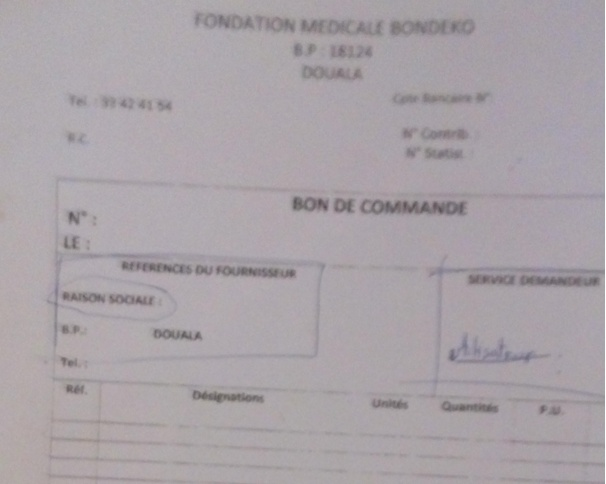 FONDATION MEDICALE BONDEKO
B.P : 18124
DOUALA
Tel. : 33 42 41 54
Cpte Bancaire N°
R.C.
N° Contrib. :
N° Statist. :
BON DE COMMANDE
N° :
LE :
REFERENCES DU FOURNISSEUR
SERVICE DEMANDEUR
RAISON SOCIALE :
B.P.: DOUALA
Tel. :
Réf. Désignations Unités Quantités P.U.